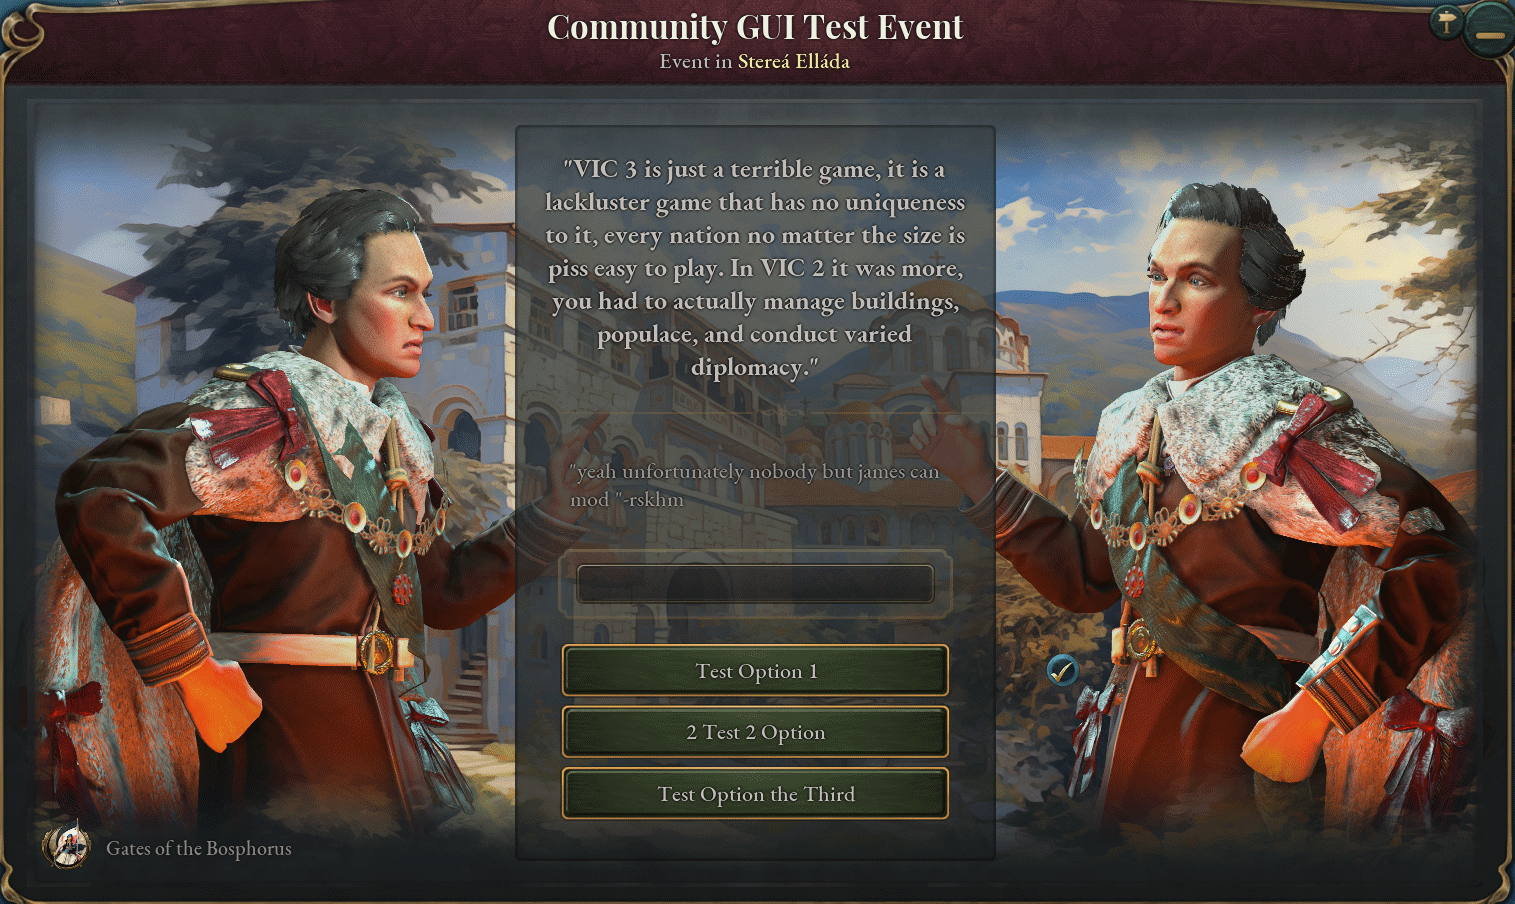 Community GUI Test Event
Event in Stereá Elláda
"VIC 3 is just a terrible game, it is a
lackluster game that has no uniqueness
to it, every nation no matter the size is
piss easy to play. In VIC 2 it was more,
you had to actually manage buildings,
populace, and conduct varied
diplomacy."
"yeah unfortunately nobody but james can
mod "-rskhm
Test Option 1
2 Test 2 Option
Test Option the Third
Gates of the Bosphorus